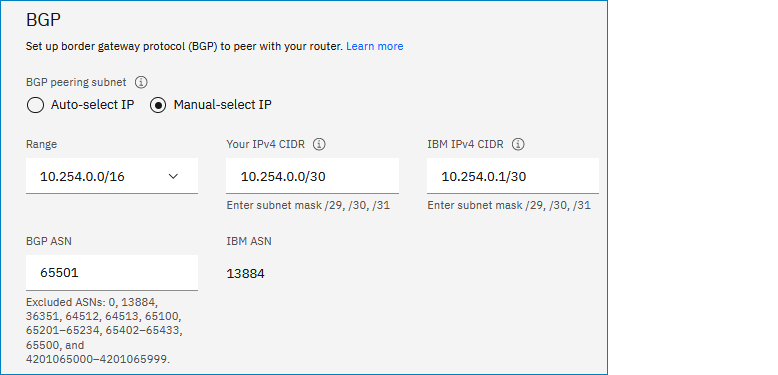 BGP
Set up border gateway protocol (BGP) to peer with your router. Learn more
BGP peering subnet
Auto-select IP Manual-select IP
Range Your IPv4 CIDR IBM IPv4 CIDR
10.254.0.0/16 10.254.0.0/30 10.254.0.1/30
Enter subnet mask /29, /30, /31 Enter subnet mask /29, /30, /31
BGP ASN IBM ASN
65501 13884
Excluded ASNs: 0, 13884,
36351, 64512, 64513, 65100,
65201–65234, 65402–65433,
65500, and
4201065000–4201065999.